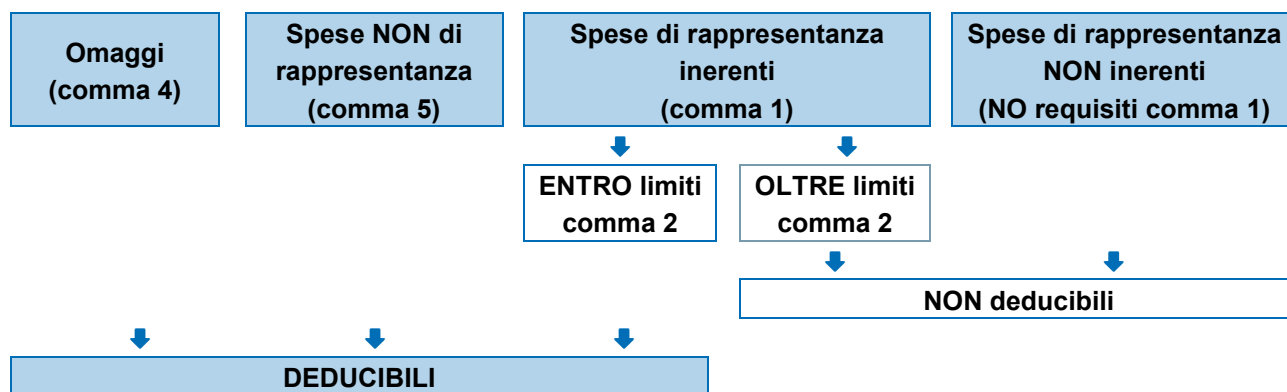 Omaggi
(comma 4)
Spese NON di
rappresentanza
(comma 5)
Spese di rappresentanza
inerenti
(comma 1)
Spese di rappresentanza
NON inerenti
(NO requisiti comma 1)
ENTRO limiti
comma 2
OLTRE limiti
comma 2
NON deducibili
DEDUCIBILI